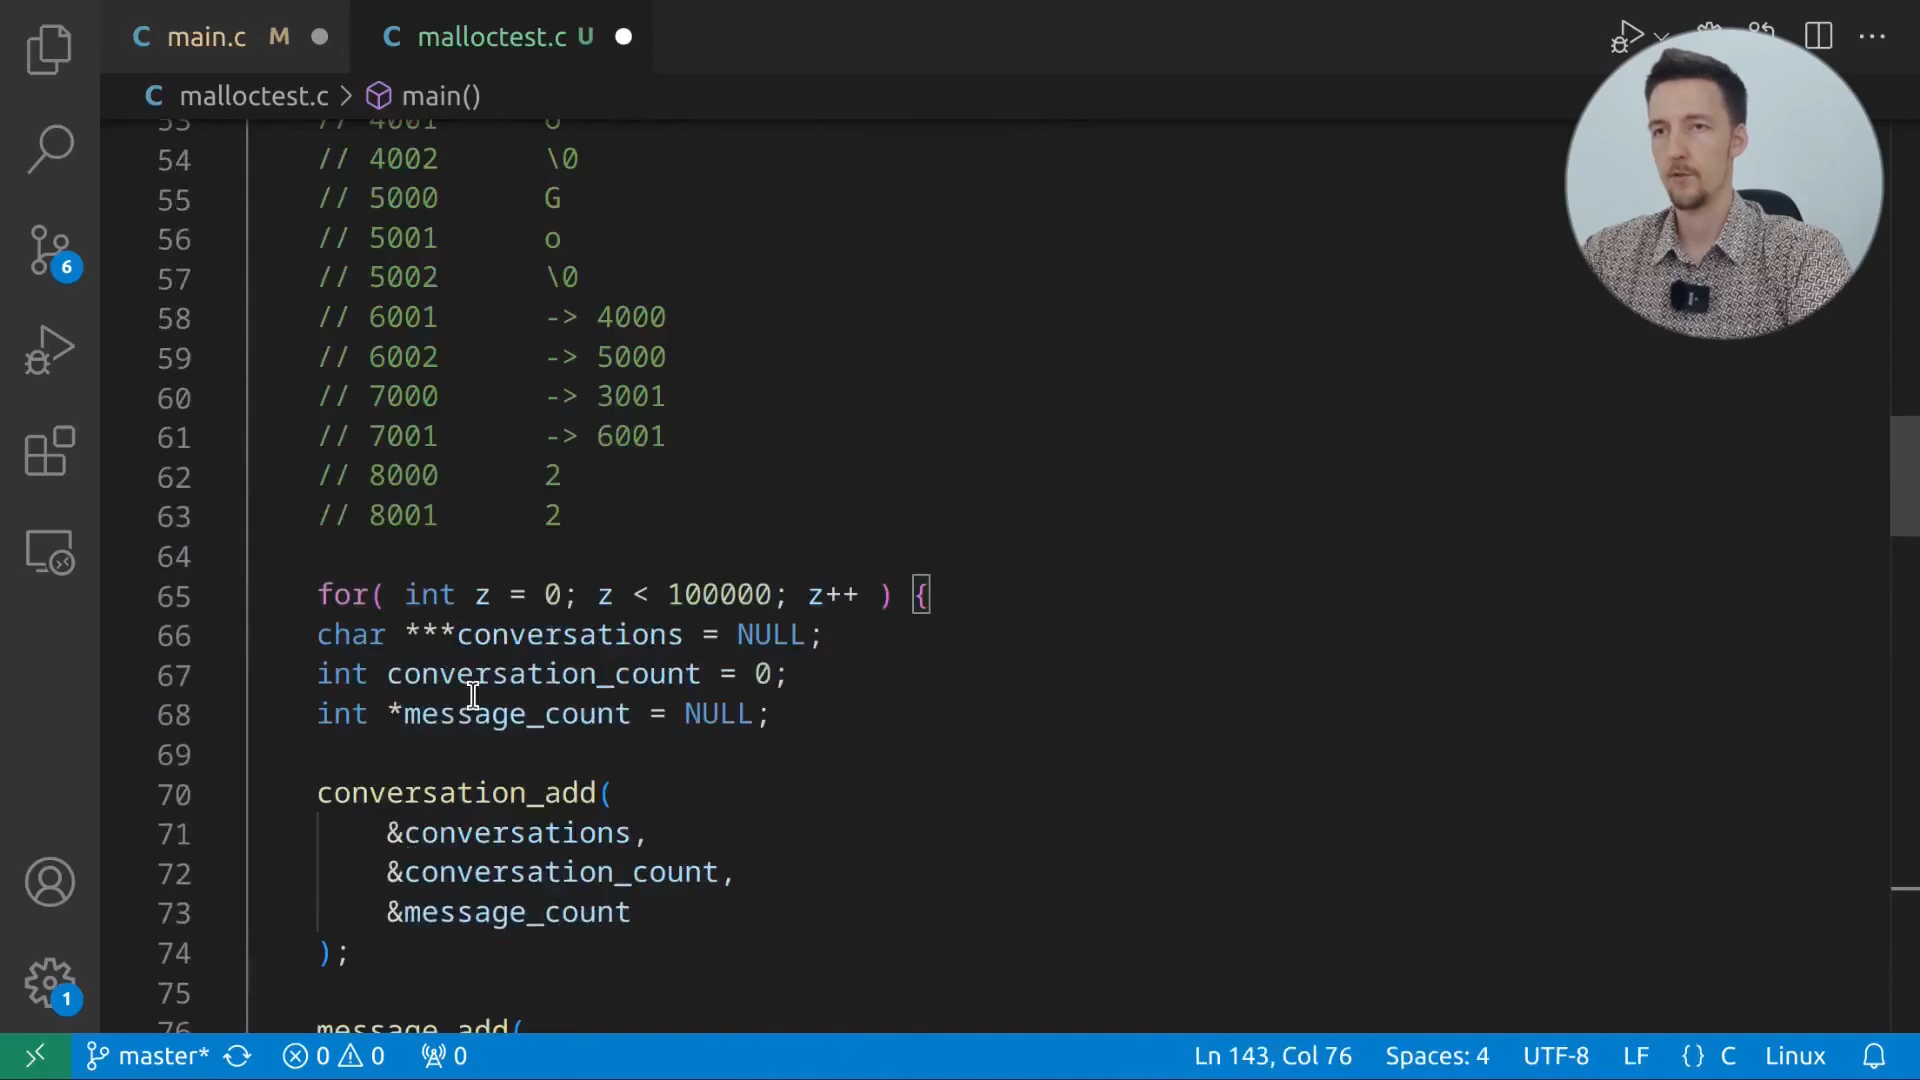 C main.c M
C malloctest.c U
C malloctest.c > main()
53 // 4001 o
54 // 4002 \0
55 // 5000 G
56 // 5001 o
57 // 5002 \0
58 // 6001 -> 4000
59 // 6002 -> 5000
60 // 7000 -> 3001
61 // 7001 -> 6001
62 // 8000 2
63 // 8001 2
64
65 for( int z = 0; z < 100000; z++ ) {
66 char ***conversations = NULL;
67 int conversation_count = 0;
68 int *message_count = NULL;
69
70 conversation_add(
71 &conversations,
72 &conversation_count,
73 &message_count
74 );
75
76 message_add(
6
1
master* 0 0 0 Ln 143, Col 76 Spaces: 4 UTF-8 LF {} C Linux